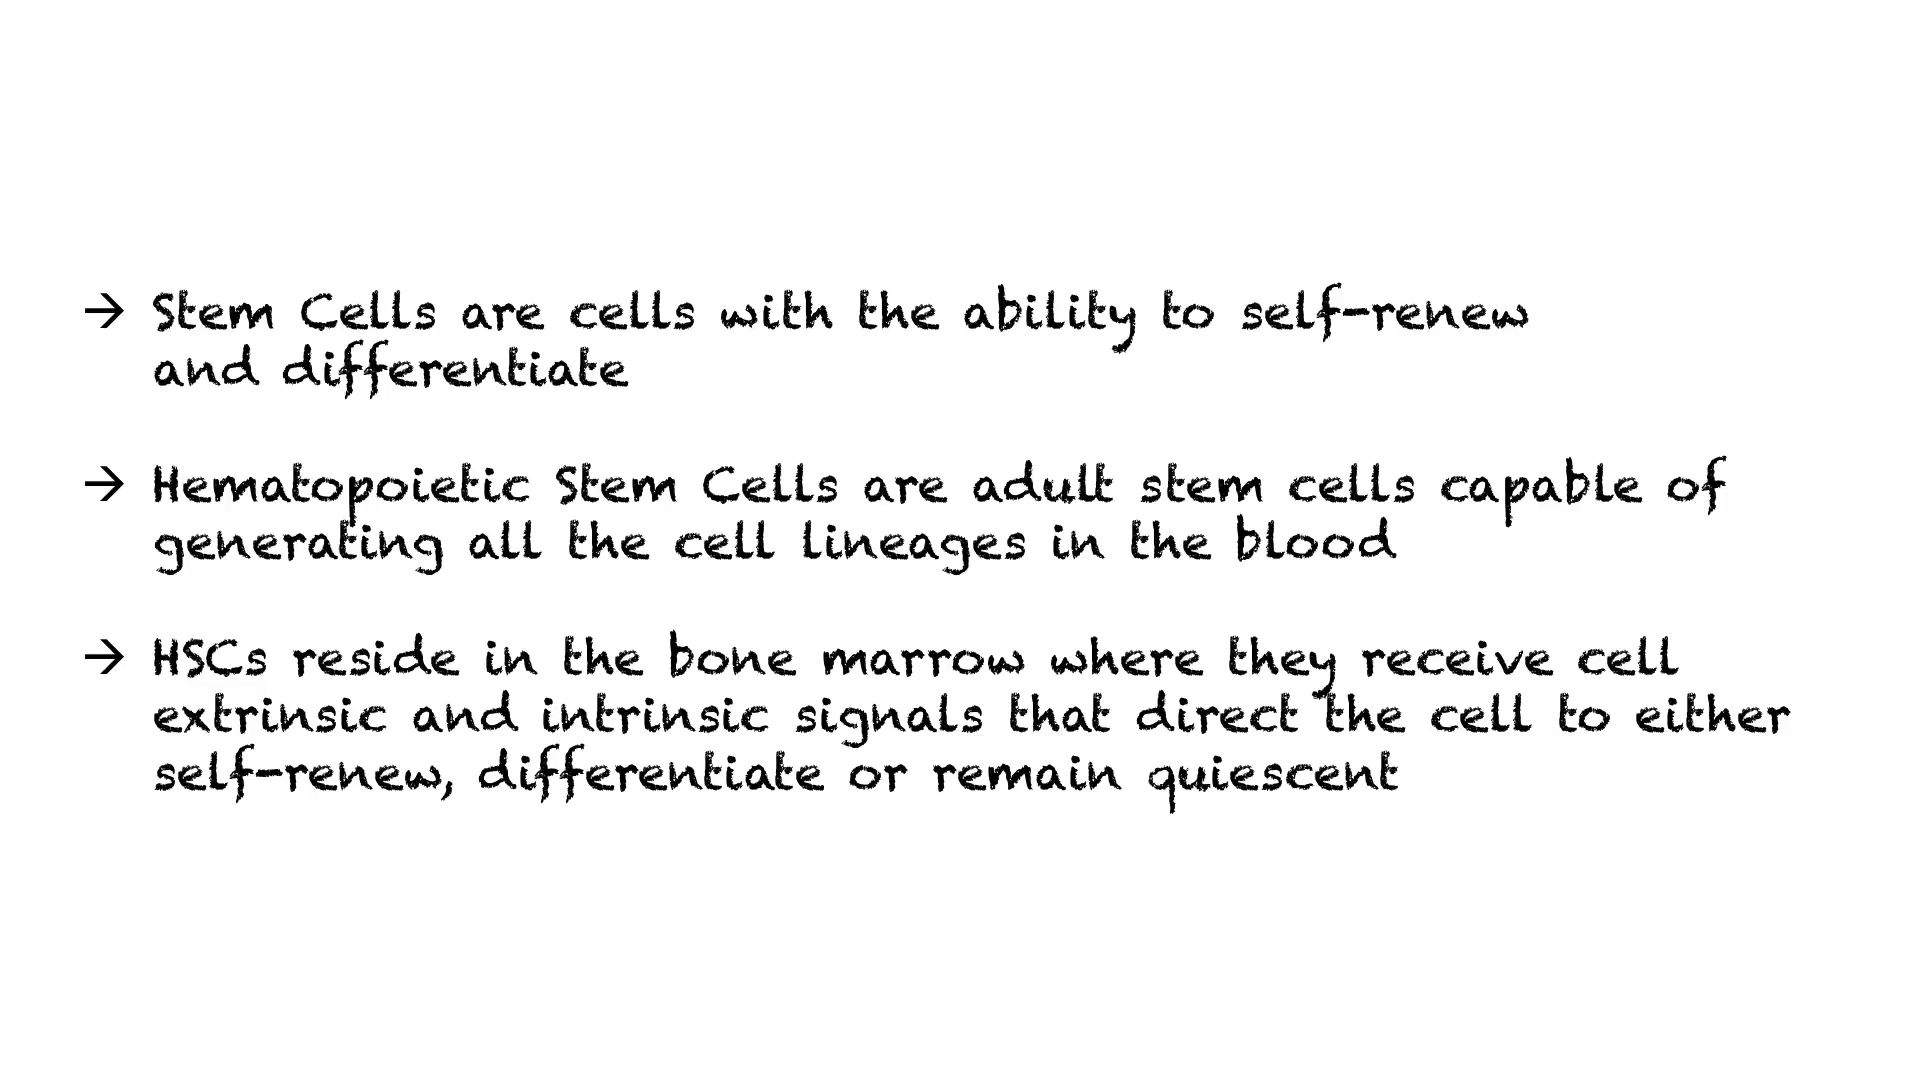 → Stem Cells are cells with the ability to self-renew
and differentiate
→ Hematopoietic Stem Cells are adult stem cells capable of
generating all the cell lineages in the blood
→ HSCs reside in the bone marrow where they receive cell
extrinsic and intrinsic signals that direct the cell to either
self-renew, differentiate or remain quiescent